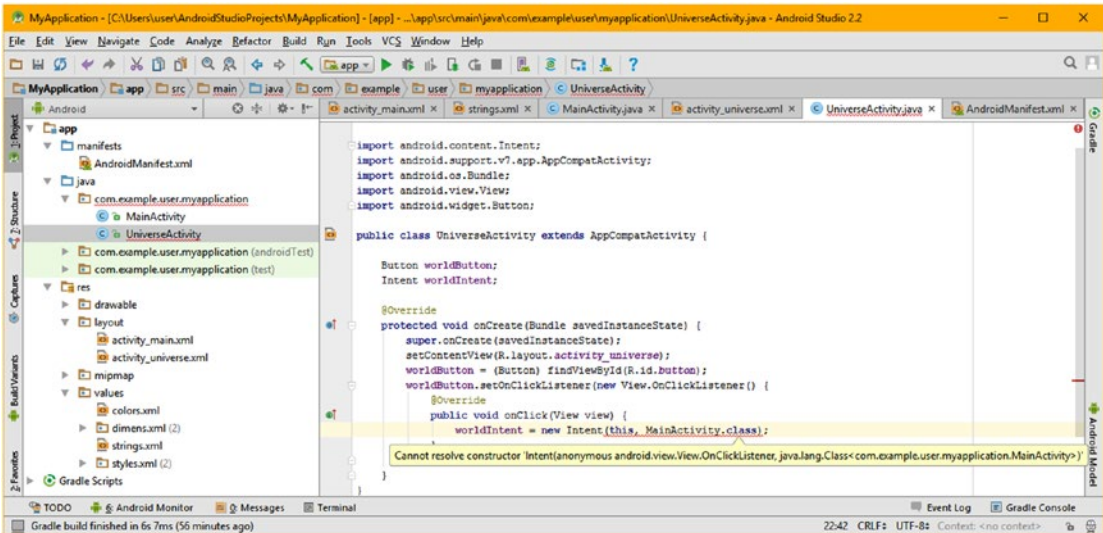 MyApplication - [C:\Users\user\AndroidStudioProjects\MyApplication] - [app] - ...\app\src\main\java\com\example\user\myapplication\UniverseActivity.java - Android Studio 2.2
File Edit View Navigate Code Analyze Refactor Build Run Tools VCS Window Help
app
MyApplication app src main java com example user myapplication UniverseActivity
Android
activity_main.xml × strings.xml × MainActivity.java × activity_universe.xml × UniverseActivity.java × AndroidManifest.xml ×
1: Project
2: Structure
Captures
Build Variants
2: Favorites
app
manifests
AndroidManifest.xml
java
com.example.user.myapplication
MainActivity
UniverseActivity
com.example.user.myapplication (androidTest)
com.example.user.myapplication (test)
res
drawable
layout
activity_main.xml
activity_universe.xml
mipmap
values
colors.xml
dimens.xml (2)
strings.xml
styles.xml (2)
Gradle Scripts
import android.content.Intent;
import android.support.v7.app.AppCompatActivity;
import android.os.Bundle;
import android.view.View;
import android.widget.Button;
public class UniverseActivity extends AppCompatActivity {
Button worldButton;
Intent worldIntent;
@Override
protected void onCreate(Bundle savedInstanceState) {
super.onCreate(savedInstanceState);
setContentView(R.layout.activity_universe);
worldButton = (Button) findViewById(R.id.button);
worldButton.setOnClickListener(new View.OnClickListener() {
@Override
public void onClick(View view) {
worldIntent = new Intent(this, MainActivity.class);
Cannot resolve constructor 'Intent(anonymous android.view.View.OnClickListener, java.lang.Class<com.example.user.myapplication.MainActivity>)'
}
}
Gradle
Android Model
TODO 6: Android Monitor 0: Messages Terminal Event Log Gradle Console
Gradle build finished in 6s 7ms (56 minutes ago) 22:42 CRLF÷ UTF-8÷ Context: <no context>